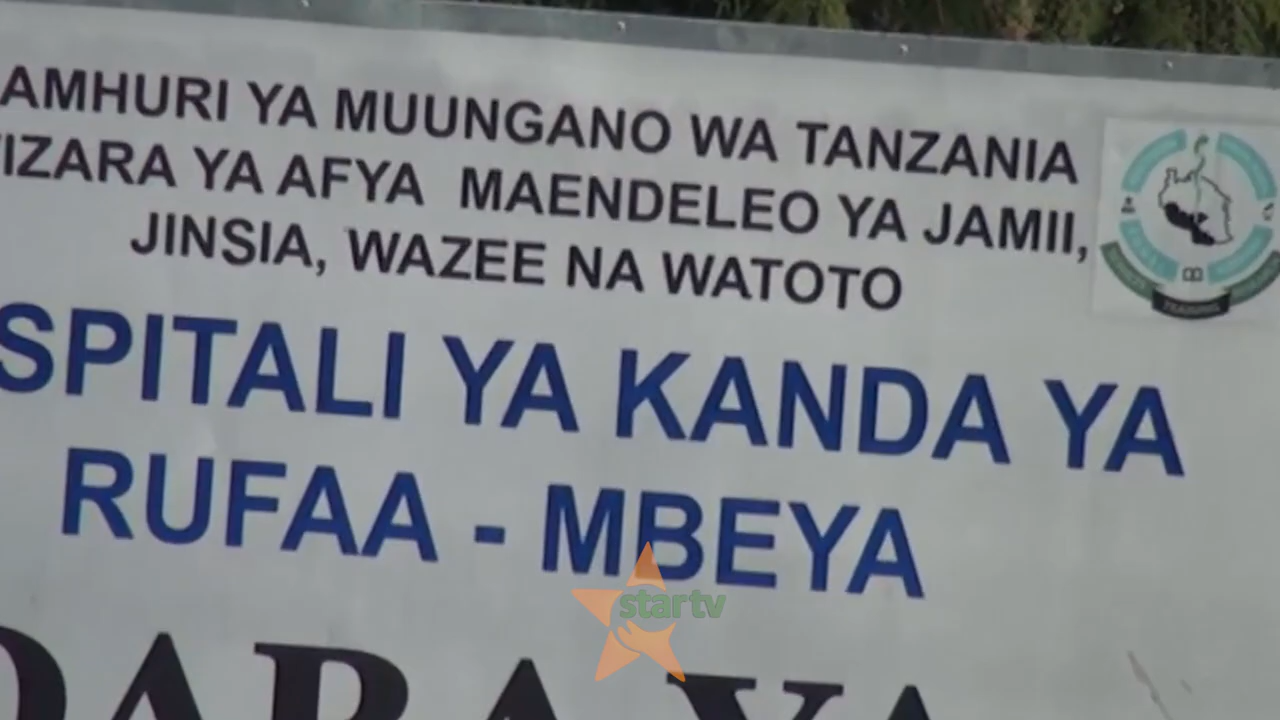 AMHURI YA MUUNGANO WA TANZANIA
IZARA YA AFYA MAENDELEO YA JAMII,
JINSIA, WAZEE NA WATOTO
SPITALI YA KANDA YA
RUFAA - MBEYA
startv
TRAINING